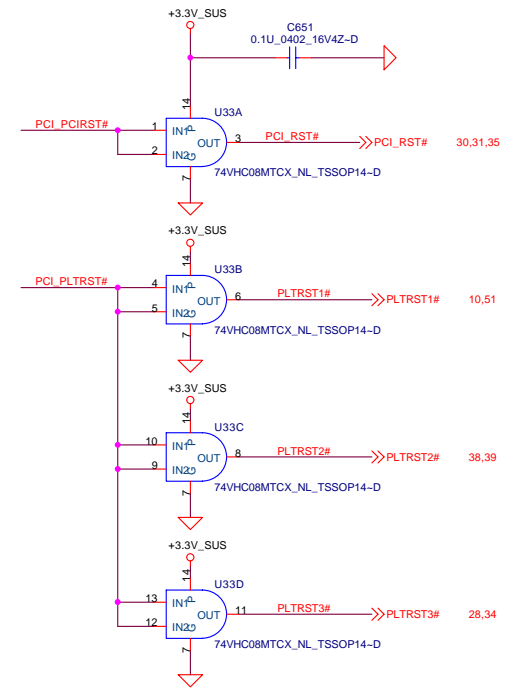 +3.3V_SUS
C651
0.1U_0402_16V4Z~D
14
U33A
PCI_PCIRST#
1
IN1
P
OUT
3
PCI_RST#
PCI_RST#
30,31,35
2
IN2
G
7
74VHC08MTCX_NL_TSSOP14~D
+3.3V_SUS
14
U33B
PCI_PLTRST#
4
IN1
P
OUT
6
PLTRST1#
PLTRST1#
10,51
5
IN2
G
7
74VHC08MTCX_NL_TSSOP14~D
+3.3V_SUS
14
U33C
10
IN1
P
OUT
8
PLTRST2#
PLTRST2#
38,39
9
IN2
G
7
74VHC08MTCX_NL_TSSOP14~D
+3.3V_SUS
14
U33D
13
IN1
P
OUT
11
PLTRST3#
PLTRST3#
28,34
12
IN2
G
7
74VHC08MTCX_NL_TSSOP14~D